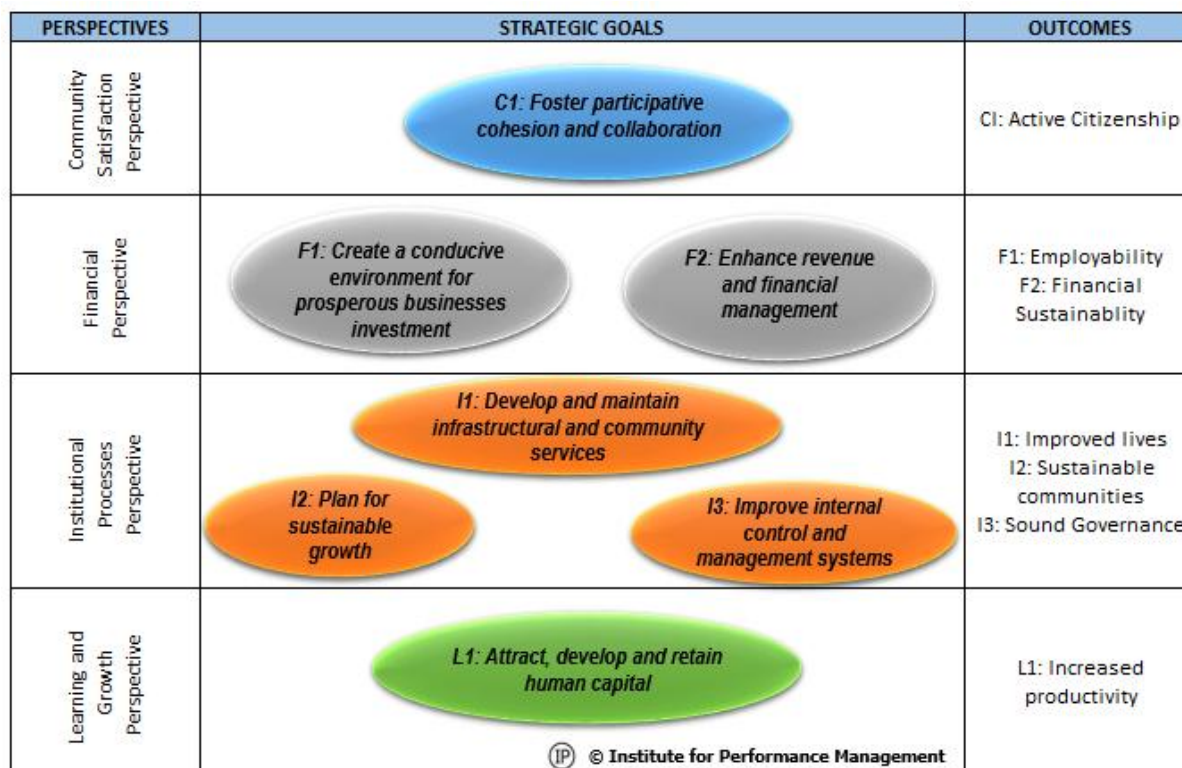 PERSPECTIVES
STRATEGIC GOALS
OUTCOMES
Community
Satisfaction
Perspective
C1: Foster participative
cohesion and collaboration
CI: Active Citizenship
Financial
Perspective
F1: Create a conducive
environment for
prosperous businesses
investment
F2: Enhance revenue
and financial
management
F1: Employability
F2: Financial
Sustainablity
Institutional
Processes
Perspective
I1: Develop and maintain
infrastructural and community
services
I2: Plan for
sustainable
growth
I3: Improve internal
control and
management systems
I1: Improved lives
I2: Sustainable
communities
I3: Sound Governance
Learning and
Growth
Perspective
L1: Attract, develop and retain
human capital
L1: Increased
productivity
IP © Institute for Performance Management